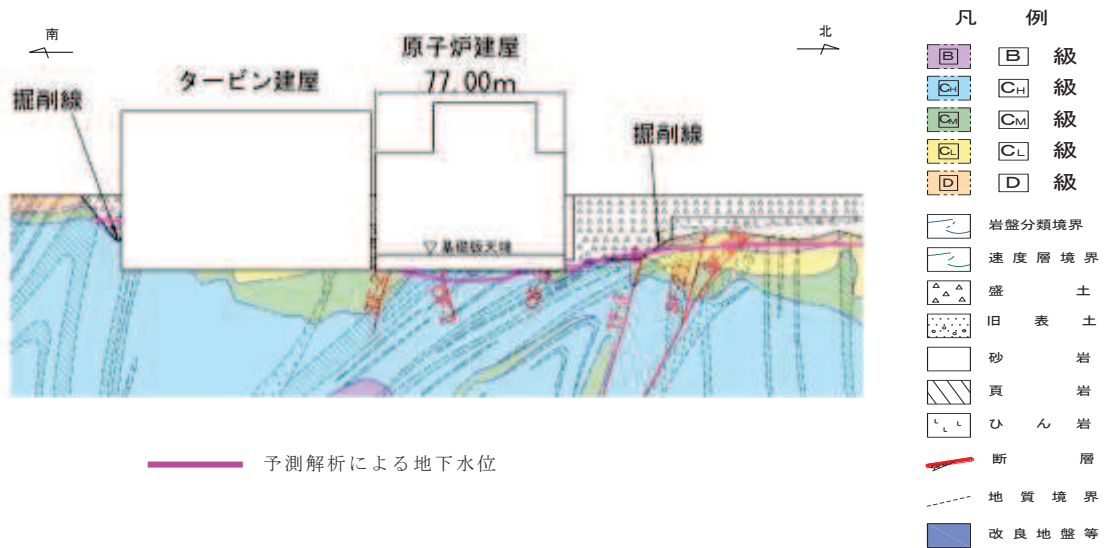 南
北
原子炉建屋
77.00m
タービン建屋
掘削線
掘削線
▽基礎版天端
予測解析による地下水位
凡 例
B B 級
CH CH 級
CM CM 級
CL CL 級
D D 級
岩盤分類境界
速度層境界
盛土
旧表土
砂岩
頁岩
ひん岩
断層
地質境界
改良地盤等